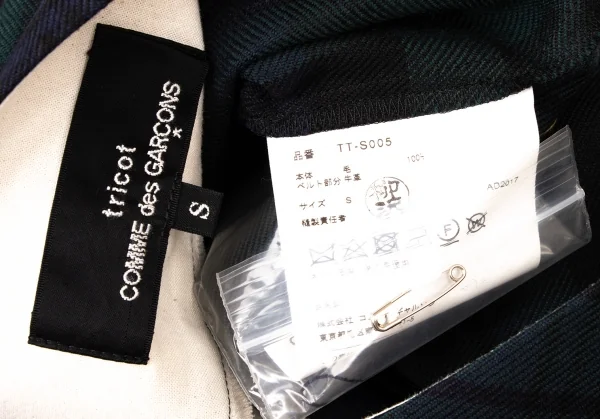 tricot
COMME des GARÇONS
S
品番 TT-S005
本体 毛 100%
ベルト部分 牛革
サイズ S
AD2017
縫製責任者
F
株式会社
東京都